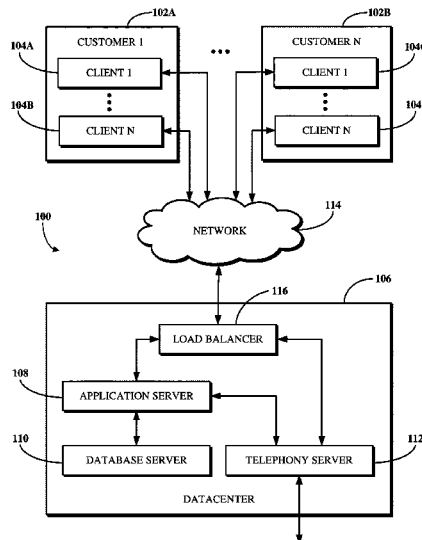 102A
102B
CUSTOMER 1
CUSTOMER N
104A
CLIENT 1
CLIENT 1
104B
CLIENT N
CLIENT N
114
NETWORK
100
106
116
LOAD BALANCER
108
APPLICATION SERVER
110
DATABASE SERVER
TELEPHONY SERVER
112
DATACENTER